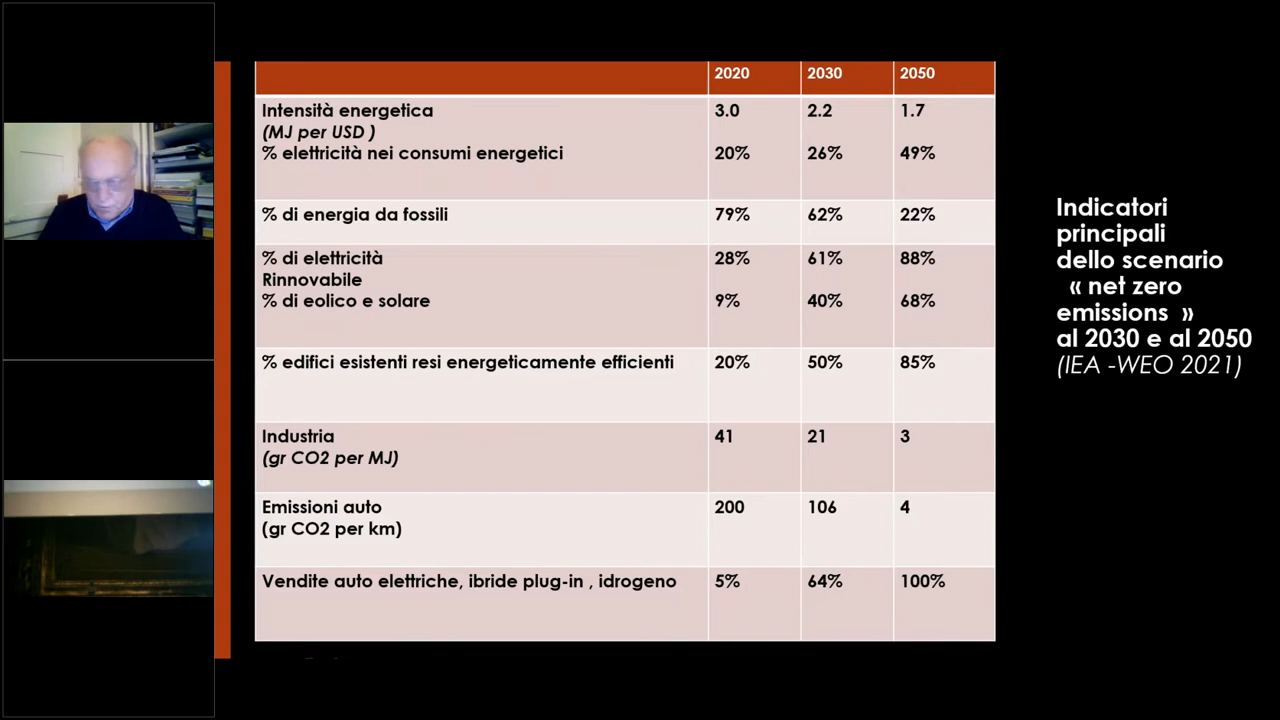 2020 2030 2050
Intensità energetica 3.0 2.2 1.7
(MJ per USD )
% elettricità nei consumi energetici 20% 26% 49%
% di energia da fossili 79% 62% 22%
% di elettricità 28% 61% 88%
Rinnovabile
% di eolico e solare 9% 40% 68%
% edifici esistenti resi energeticamente efficienti 20% 50% 85%
Industria 41 21 3
(gr CO2 per MJ)
Emissioni auto 200 106 4
(gr CO2 per km)
Vendite auto elettriche, ibride plug-in , idrogeno 5% 64% 100%
Indicatori
principali
dello scenario
« net zero
emissions »
al 2030 e al 2050
(IEA -WEO 2021)